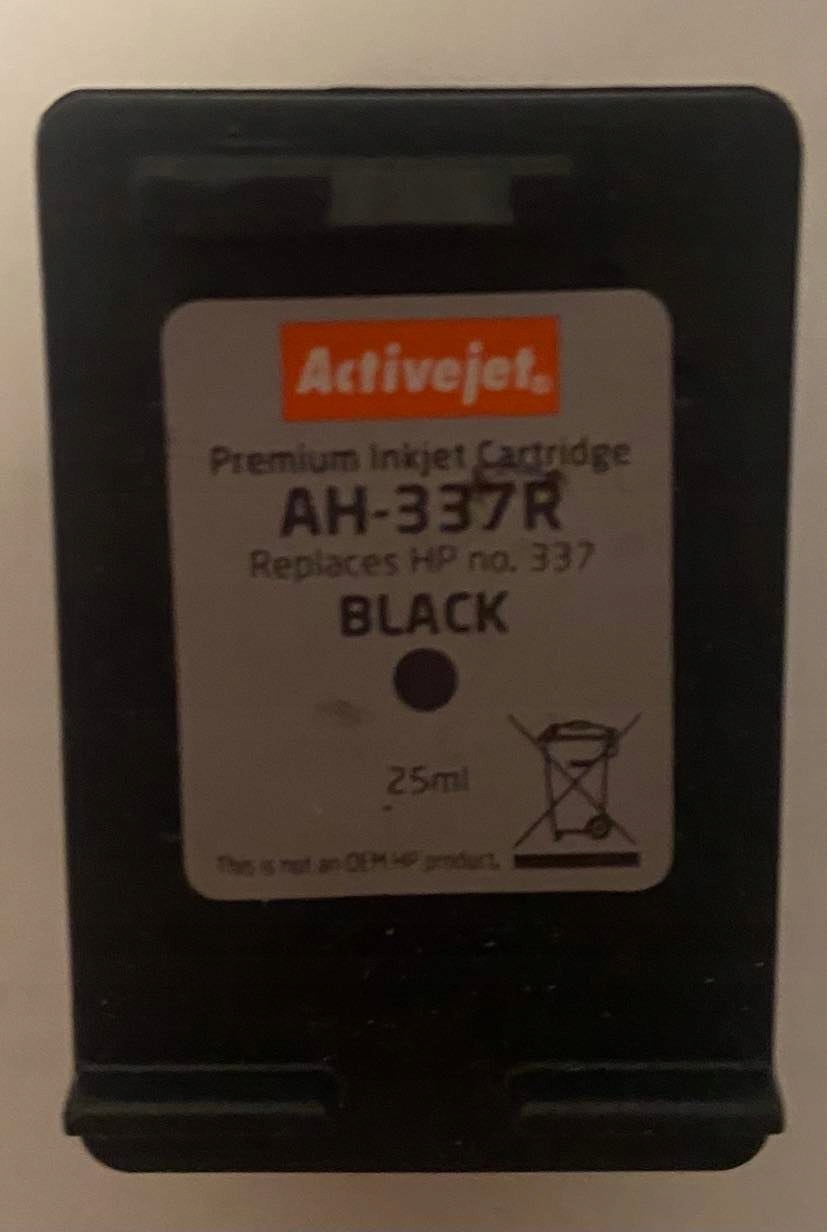 Activejet®
Premium Inkjet Cartridge
AH-337R
Replaces HP no. 337
BLACK
25ml
This is not an OEM HP product.